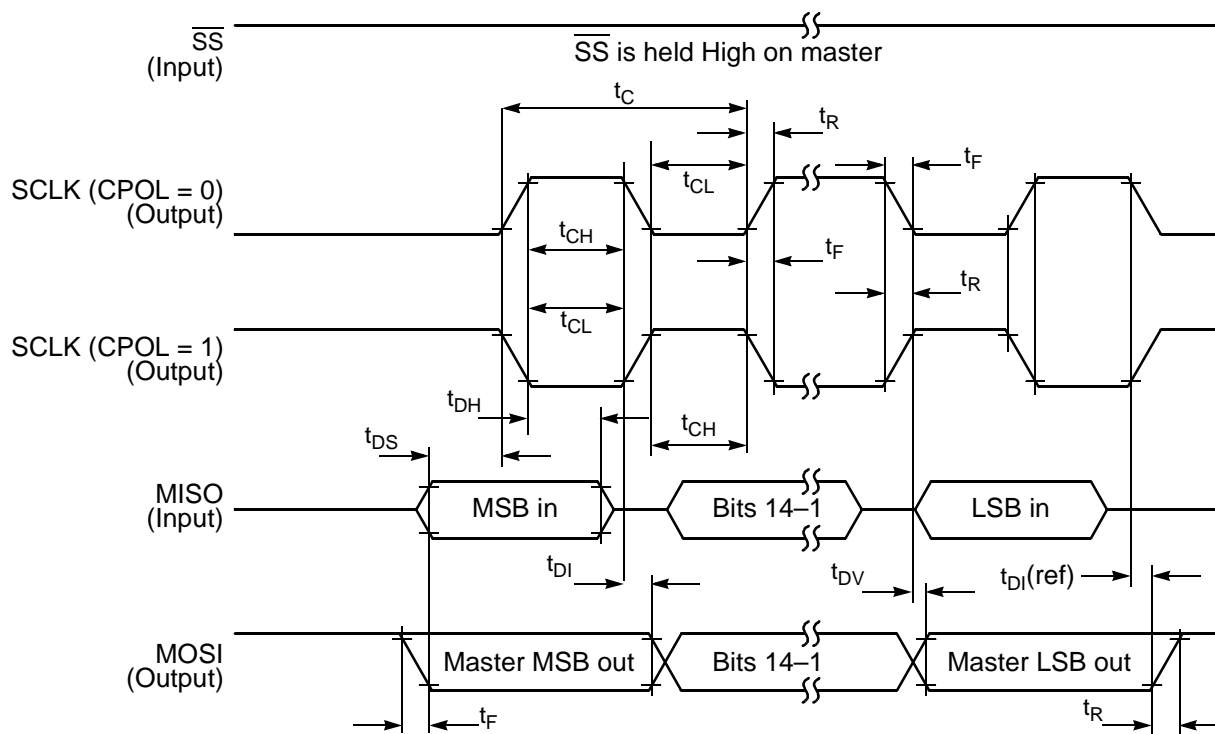 SS
(Input)
SS is held High on master
tC
tR
tF
SCLK (CPOL = 0)
(Output)
tCL
tCH
tF
tR
tCL
SCLK (CPOL = 1)
(Output)
tDH
tCH
tDS
MISO
(Input)
MSB in
Bits 14–1
LSB in
tDI
tDV
tDI(ref)
MOSI
(Output)
Master MSB out
Bits 14–1
Master LSB out
tF
tR